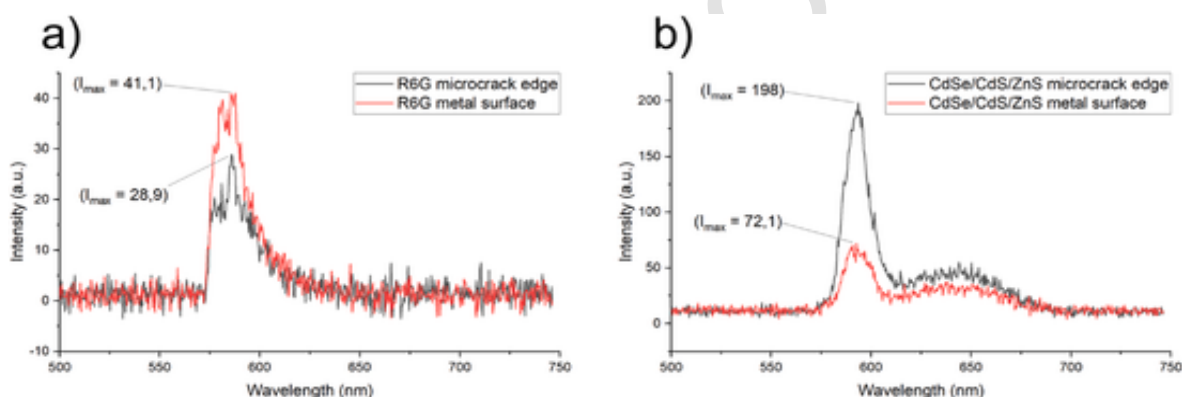 a)
(Imax = 41,1)
(Imax = 28,9)
R6G microcrack edge
R6G metal surface
Intensity (a.u.)
40
30
20
10
0
-10
500
550
600
650
700
750
Wavelength (nm)
b)
(Imax = 198)
(Imax = 72,1)
CdSe/CdS/ZnS microcrack edge
CdSe/CdS/ZnS metal surface
Intensity (a.u.)
200
150
100
50
0
500
550
600
650
700
750
Wavelength (nm)